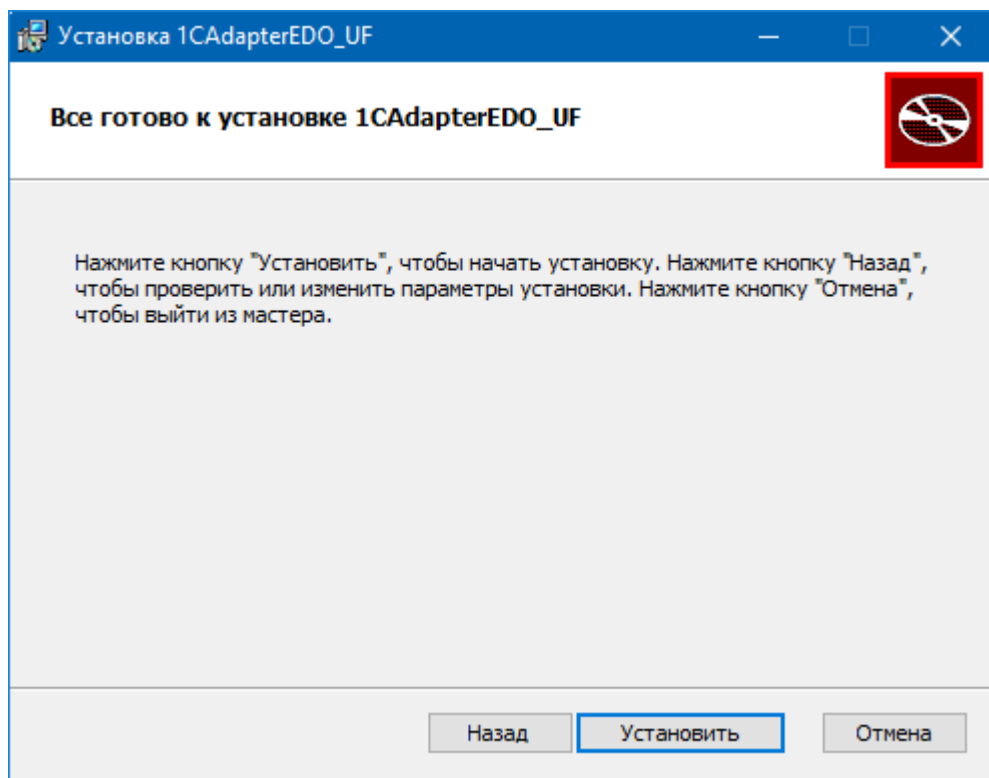 Установка 1CAdapterEDO_UF
Все готово к установке 1CAdapterEDO_UF
Нажмите кнопку "Установить", чтобы начать установку. Нажмите кнопку "Назад",
чтобы проверить или изменить параметры установки. Нажмите кнопку "Отмена",
чтобы выйти из мастера.
Назад
Установить
Отмена